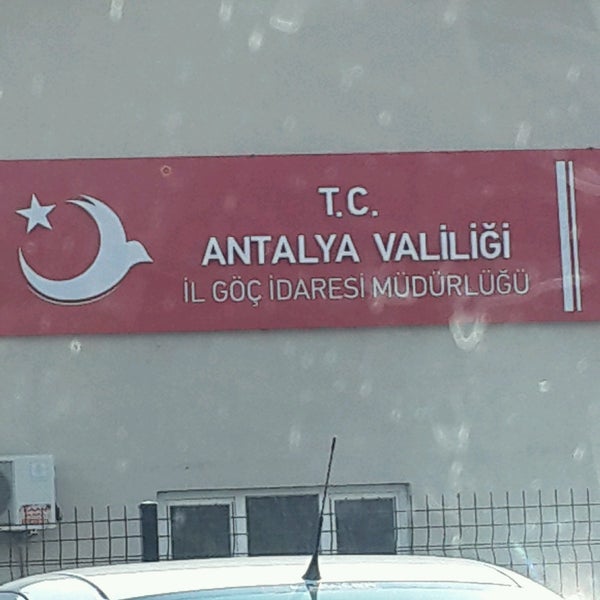 T.C.
ANTALYA VALİLİĞİ
İL GÖÇ İDARESİ MÜDÜRLÜĞÜ